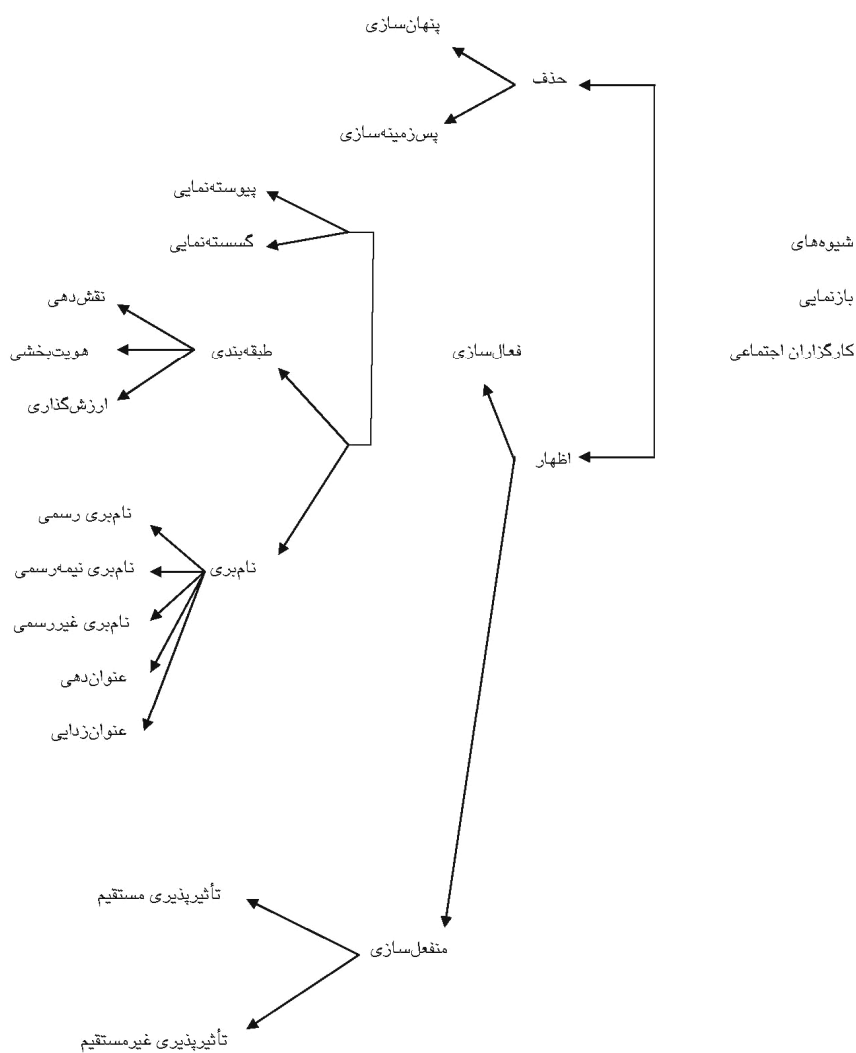 پنهان‌سازی
حذف
پس‌زمینه‌سازی
پیوسته‌نمایی
گسسته‌نمایی
شیوه‌های
بازنمایی
کارگزاران اجتماعی
نقش‌دهی
فعال‌سازی
طبقه‌بندی
هویت‌بخشی
ارزش‌گذاری
اظهار
نام‌بری رسمی
نام‌بری
نام‌بری نیمه‌رسمی
نام‌بری غیررسمی
عنوان‌دهی
عنوان‌زدایی
تأثیرپذیری مستقیم
منفعل‌سازی
تأثیرپذیری غیرمستقیم